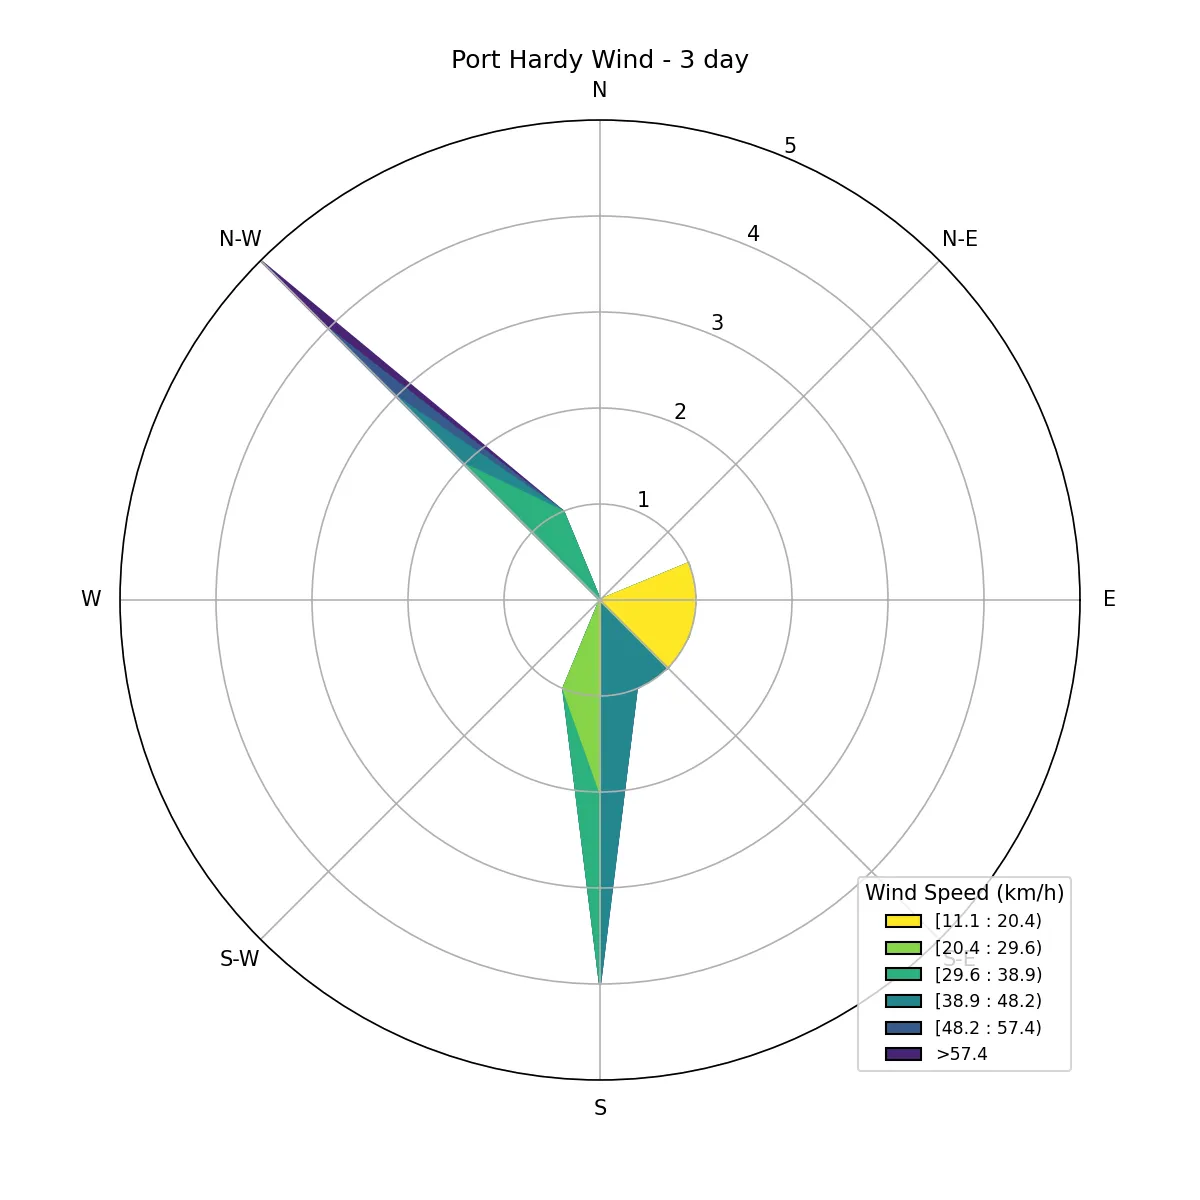 Port Hardy Wind - 3 day
N
5
N-W
N-E
4
3
2
1
W
E
Wind Speed (km/h)
[11.1 : 20.4)
[20.4 : 29.6)
S-W
S-E
[29.6 : 38.9)
[38.9 : 48.2)
[48.2 : 57.4)
>57.4
S